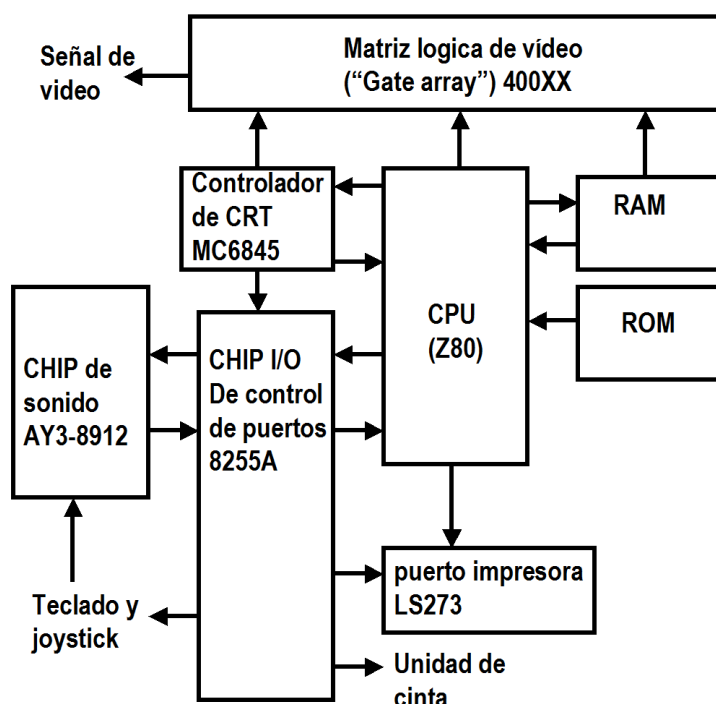 Señal de
video
Matriz logica de vídeo
(“Gate array”) 400XX
Controlador
de CRT
MC6845
CPU
(Z80)
RAM
ROM
CHIP de
sonido
AY3-8912
CHIP I/O
De control
de puertos
8255A
puerto impresora
LS273
Teclado y
joystick
Unidad de
cinta